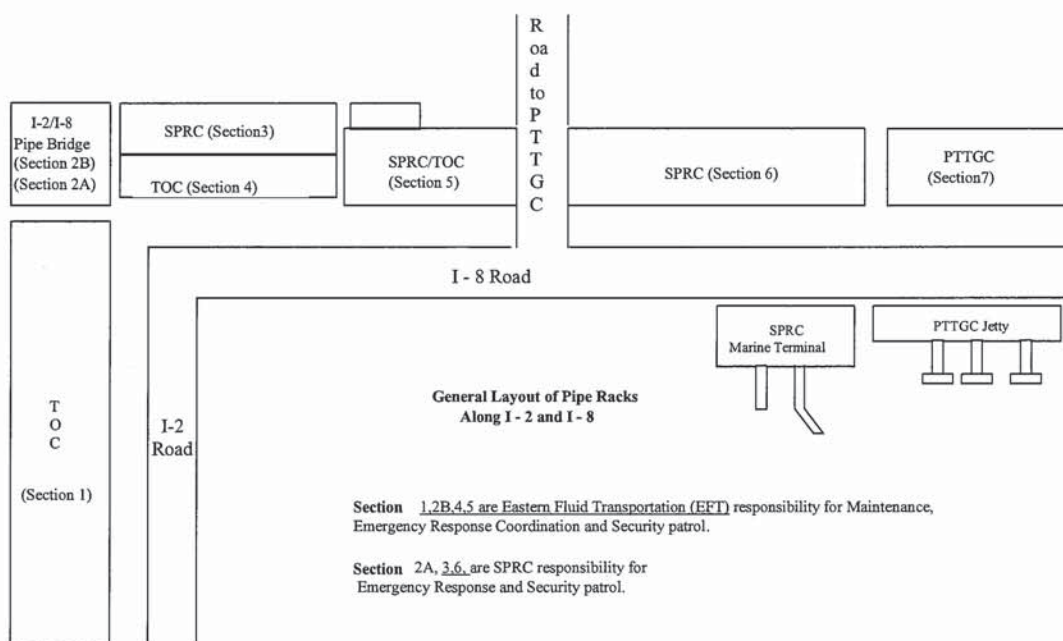 Road to PTTGC
I-2/I-8
Pipe Bridge
(Section 2B)
(Section 2A)
SPRC (Section3)
TOC (Section 4)
SPRC/TOC
(Section 5)
SPRC (Section 6)
PTTGC
(Section7)
I - 8 Road
SPRC
Marine Terminal
PTTGC Jetty
General Layout of Pipe Racks
Along I - 2 and I - 8
TOC
(Section 1)
I-2
Road
Section 1,2B,4,5 are Eastern Fluid Transportation (EFT) responsibility for Maintenance,
Emergency Response Coordination and Security patrol.
Section 2A, 3,6, are SPRC responsibility for
Emergency Response and Security patrol.